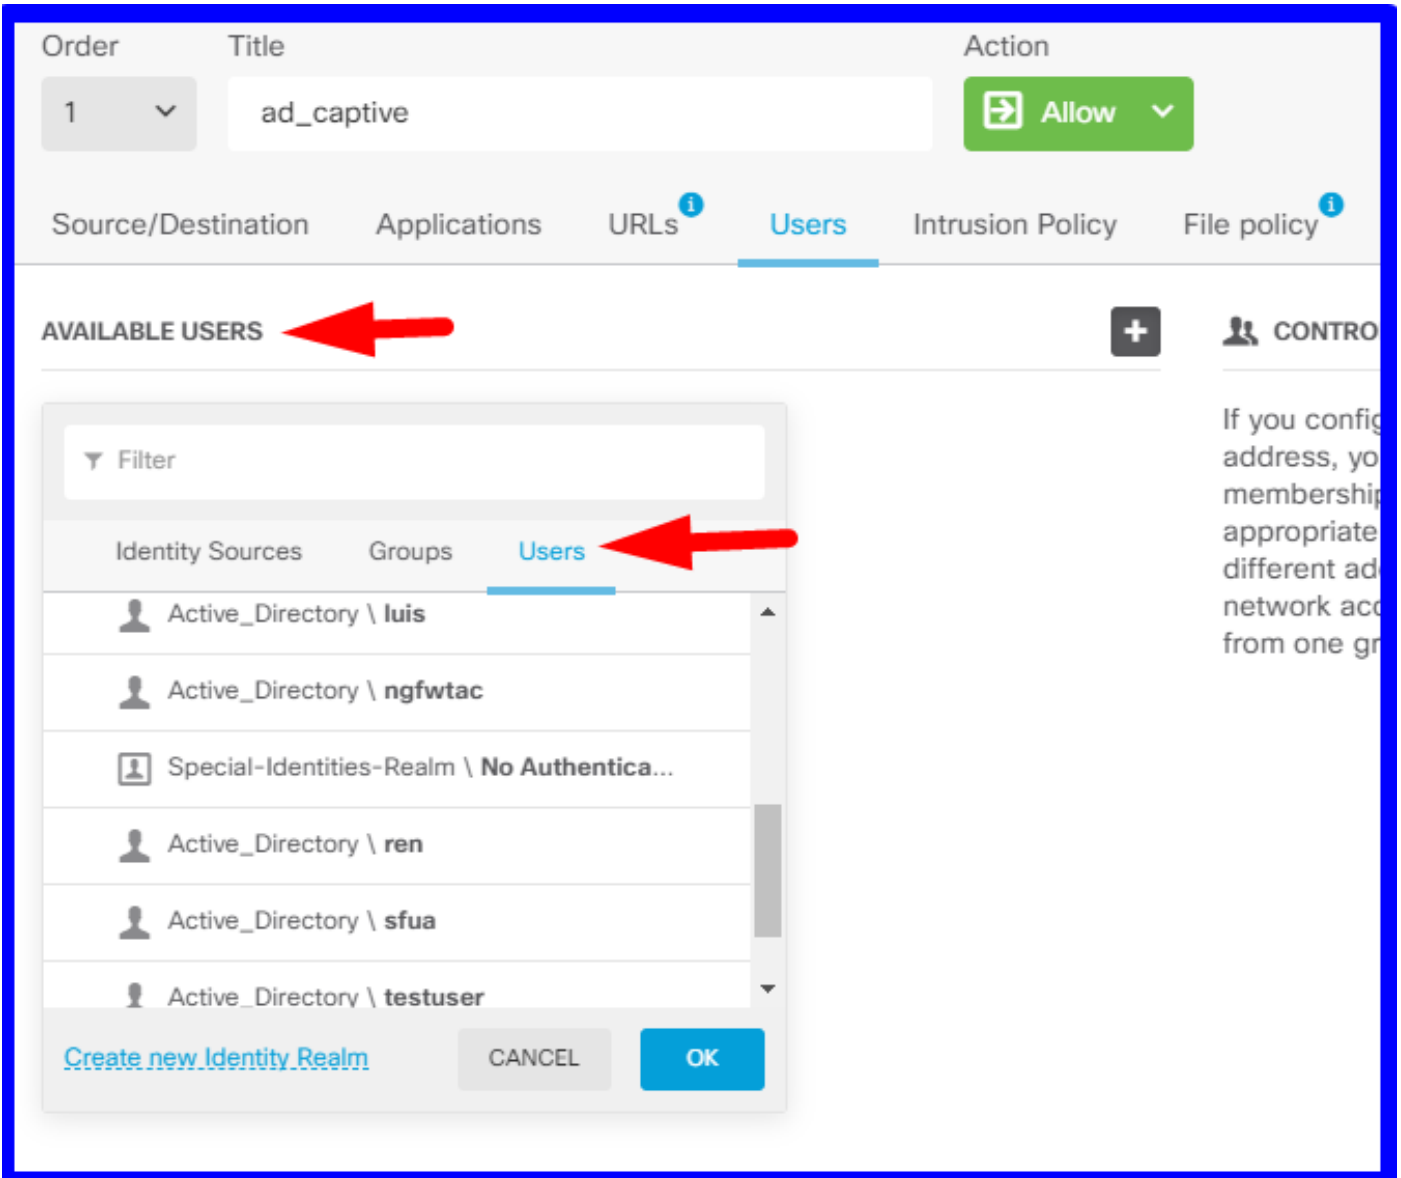 Order Title Action
1 ad_captive Allow
Source/Destination Applications URLs Users Intrusion Policy File policy
AVAILABLE USERS
CONTRO
Filter
If you config
address, yo
membership
appropriate
different ad
network acc
from one gr
Identity Sources Groups Users
Active_Directory \ luis
Active_Directory \ ngfwtac
Special-Identities-Realm \ No Authentica...
Active_Directory \ ren
Active_Directory \ sfua
Active_Directory \ testuser
Create new Identity Realm CANCEL OK